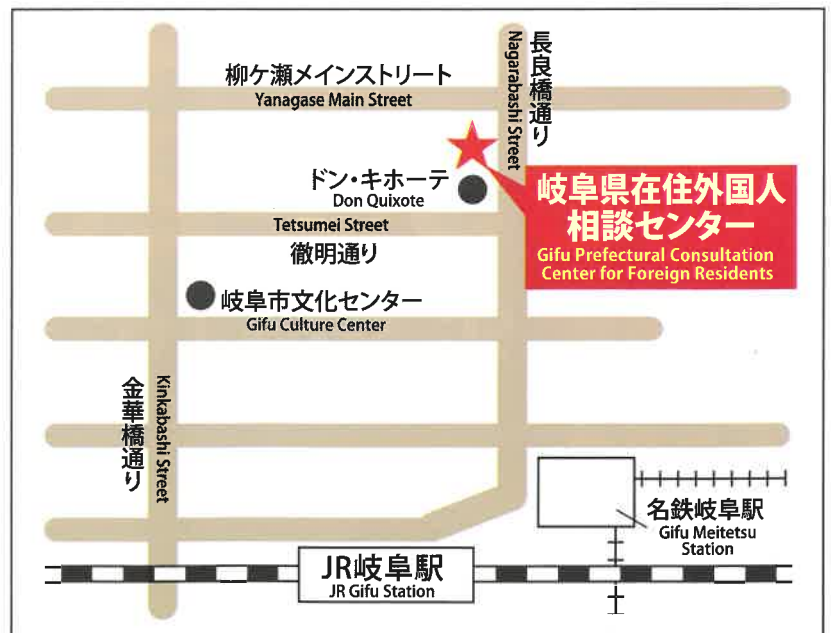 柳ケ瀬メインストリート
Yanagase Main Street
長良橋通り
Nagarabashi Street
ドン・キホーテ
Don Quixote
岐阜県在住外国人
相談センター
Gifu Prefectural Consultation
Center for Foreign Residents
Tetsumei Street
徹明通り
岐阜市文化センター
Gifu Culture Center
金華橋通り
Kinkabashi Street
名鉄岐阜駅
Gifu Meitetsu
Station
JR岐阜駅
JR Gifu Station